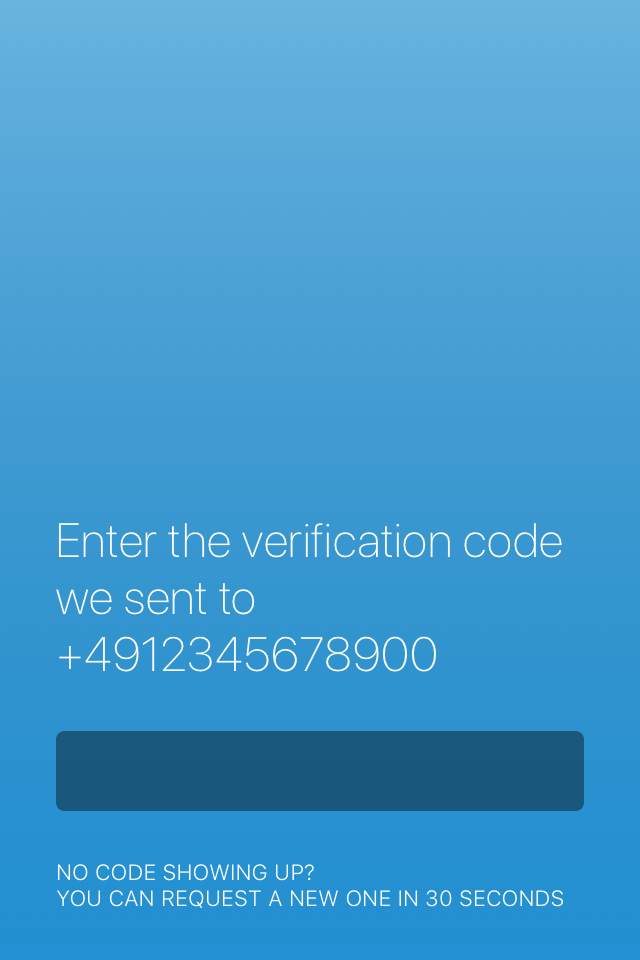 Enter the verification code
we sent to
+4912345678900
NO CODE SHOWING UP?
YOU CAN REQUEST A NEW ONE IN 30 SECONDS